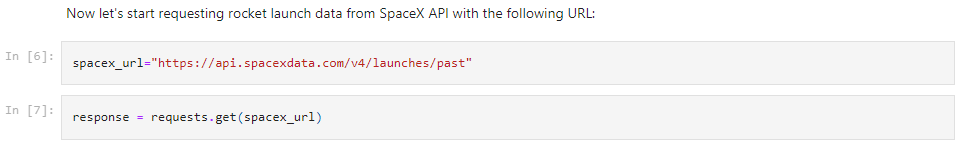 Now let's start requesting rocket launch data from SpaceX API with the following URL:
In [6]: spacex_url="https://api.spacexdata.com/v4/launches/past"
In [7]: response = requests.get(spacex_url)